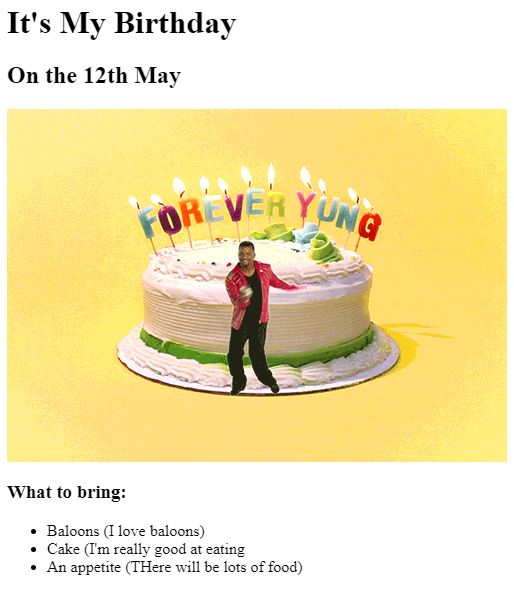 It's My Birthday
On the 12th May
FOREVER YUNG
What to bring:
Baloons (I love baloons)
Cake (I'm really good at eating
An appetite (THere will be lots of food)